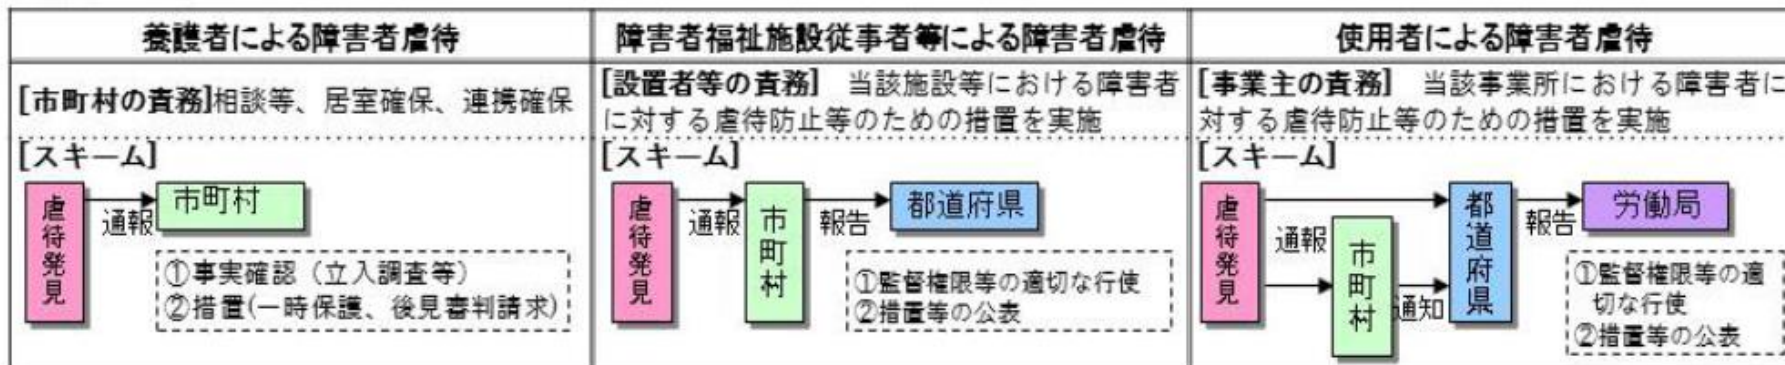 養護者による障害者虐待
[市町村の責務]相談等、居室確保、連携確保
[スキーム]
虐待発見
通報
市町村
①事実確認（立入調査等）
②措置(一時保護、後見審判請求)
障害者福祉施設従事者等による障害者虐待
[設置者等の責務]　当該施設等における障害者
に対する虐待防止等のための措置を実施
[スキーム]
虐待発見
通報
市町村
報告
都道府県
①監督権限等の適切な行使
②措置等の公表
使用者による障害者虐待
[事業主の責務]　当該事業所における障害者に
対する虐待防止等のための措置を実施
[スキーム]
虐待発見
通報
市町村
通知
都道府県
報告
労働局
①監督権限等の適
切な行使
②措置等の公表